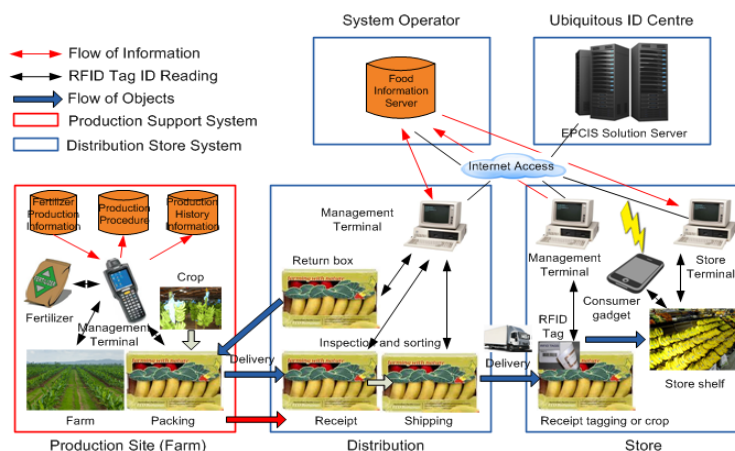 System Operator
Ubiquitous ID Centre
Flow of Information
RFID Tag ID Reading
Flow of Objects
Production Support System
Distribution Store System
Food
Information
Server
EPCIS Solution Server
Internet Access
Fertilizer
Production
Information
Production
Procedure
Production
History
Information
Management
Terminal
Return box
Crop
Fertilizer
Management
Terminal
Management
Terminal
Store
Terminal
Consumer
gadget
RFID
Tag
Delivery
Inspection and sorting
Delivery
Store shelf
Farm
Packing
Receipt
Shipping
Receipt tagging or crop
Production Site (Farm)
Distribution
Store